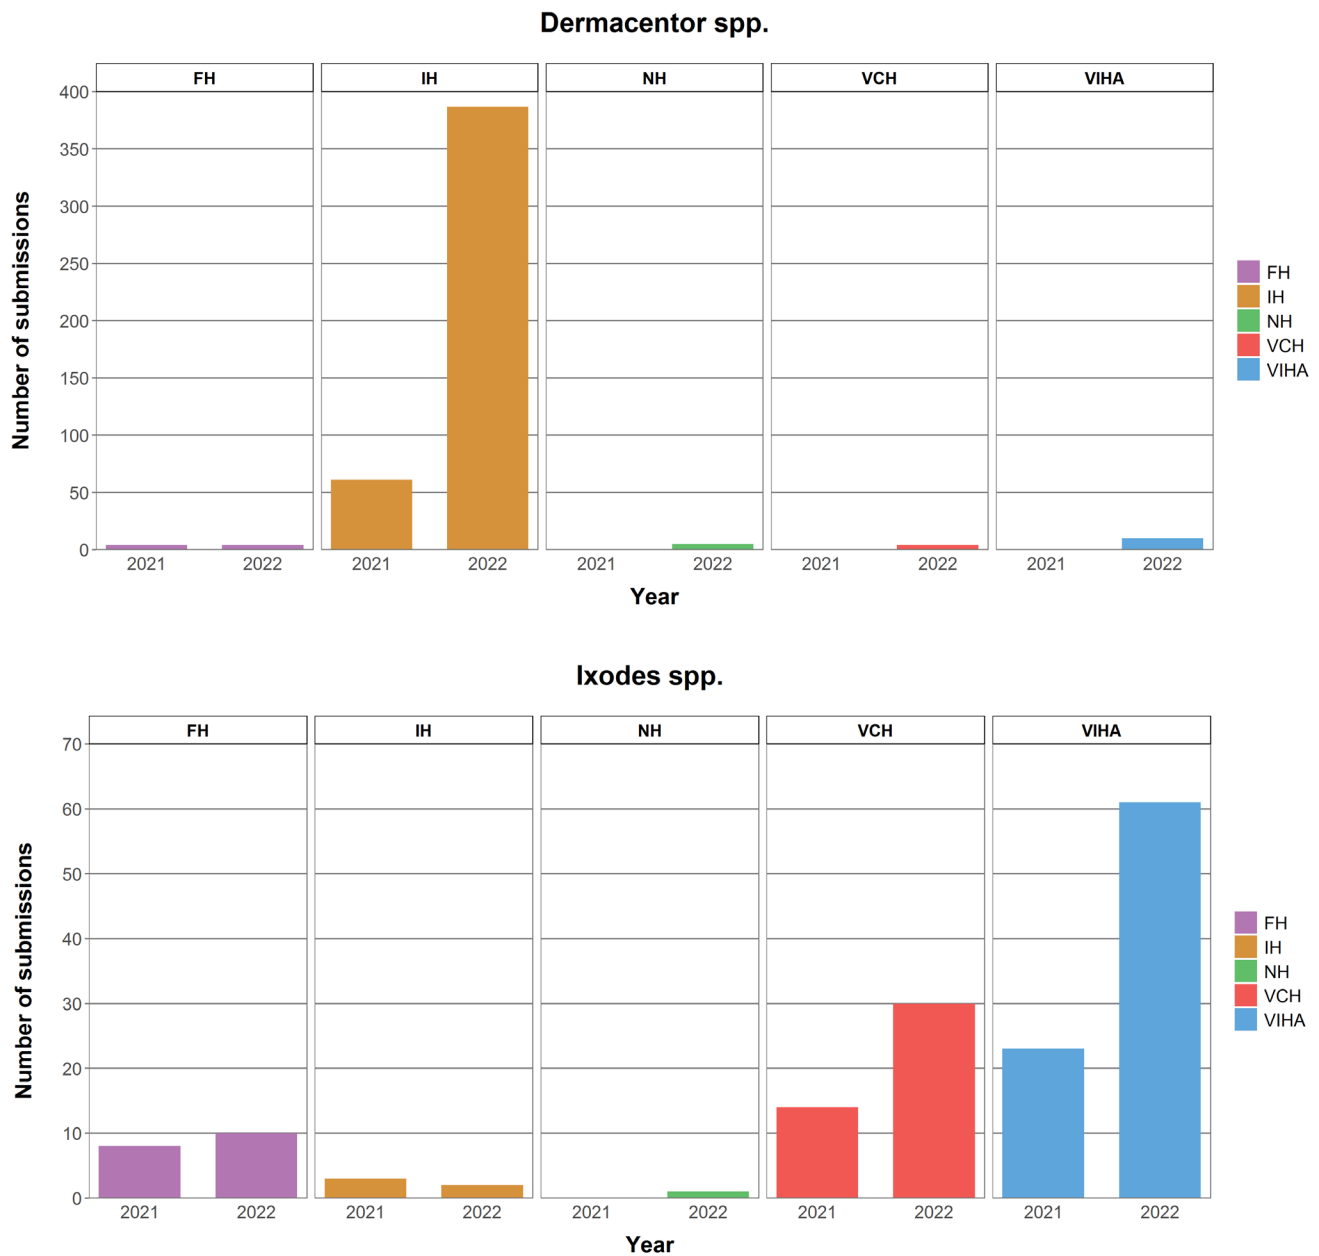 Dermacentor spp.
FH IH NH VCH VIHA
400
350
300
250
200
150
100
50
0
Number of submissions
2021 2022 2021 2022 2021 2022 2021 2022 2021 2022
Year
FH
IH
NH
VCH
VIHA
Ixodes spp.
FH IH NH VCH VIHA
70
60
50
40
30
20
10
0
Number of submissions
2021 2022 2021 2022 2021 2022 2021 2022 2021 2022
Year
FH
IH
NH
VCH
VIHA